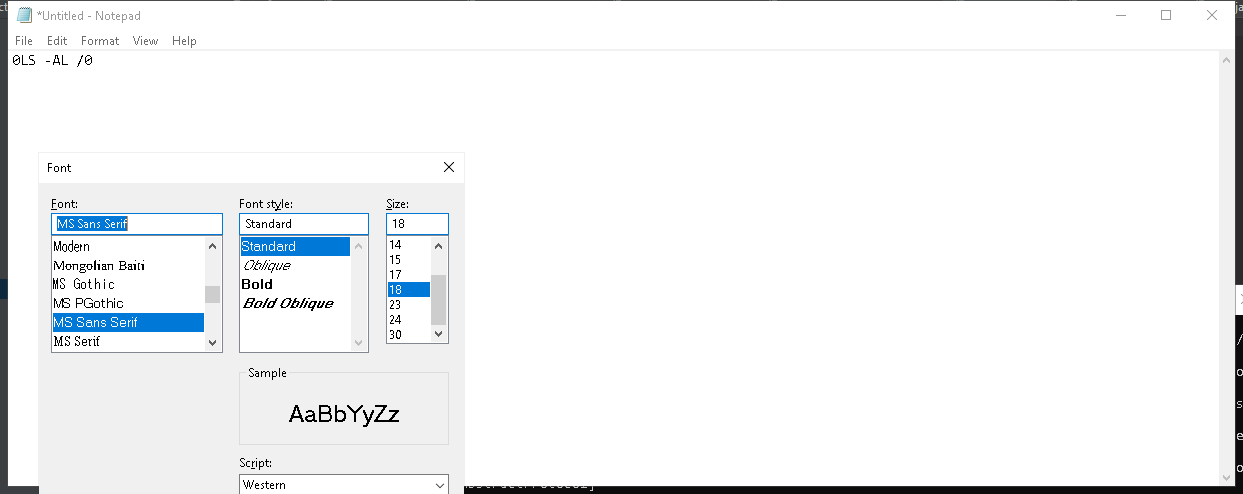 *Untitled - Notepad
File Edit Format View Help
0LS -AL /0
Font
Font: Font style: Size:
MS Sans Serif Standard 18
Modern Standard 14
Mongolian Baiti Oblique 15
MS Gothic Bold 17
MS PGothic Bold Oblique 18
MS Sans Serif 23
MS Serif 24
30
Sample
AaBbYyZz
Script:
Western